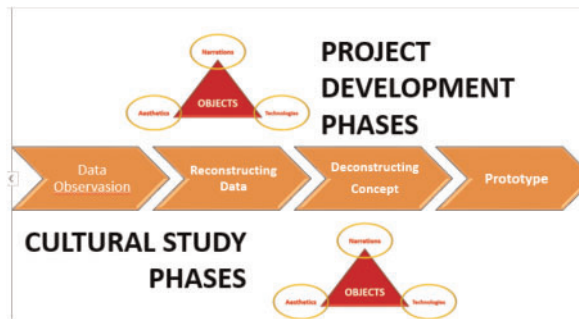 Narrations
PROJECT
DEVELOPMENT
PHASES
Aesthetics
OBJECTS
Technologies
Data
Observasion
Reconstructing
Data
Deconstructing
Concept
Prototype
CULTURAL STUDY
PHASES
Narrations
Aesthetics
OBJECTS
Technologies